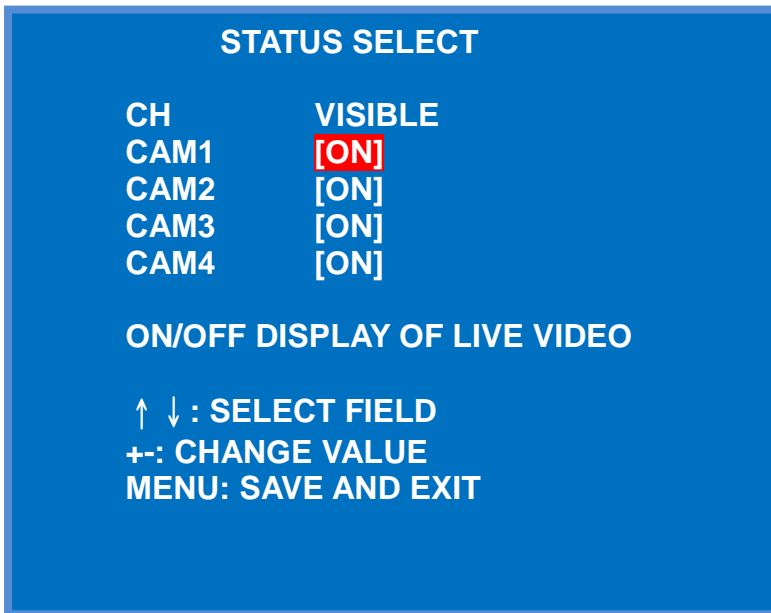 STATUS SELECT
CH VISIBLE
CAM1 [ON]
CAM2 [ON]
CAM3 [ON]
CAM4 [ON]
ON/OFF DISPLAY OF LIVE VIDEO
↑ ↓ : SELECT FIELD
+-: CHANGE VALUE
MENU: SAVE AND EXIT